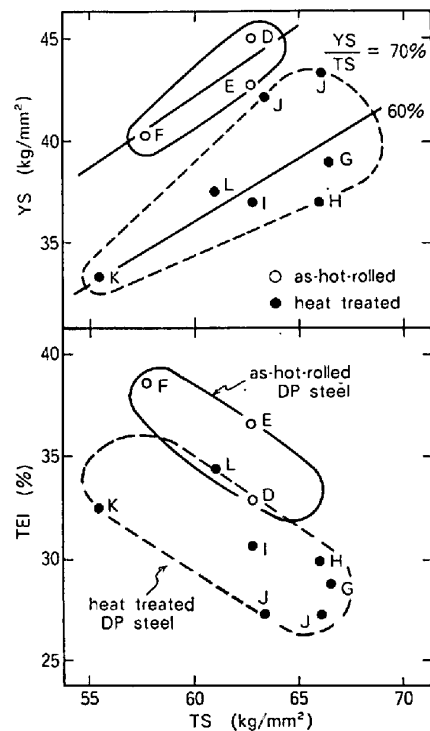 45
40
35
YS (kg/mm²)
YS/TS = 70%
60%
D
E
F
J
J
G
L
I
H
K
○ as-hot-rolled
● heat treated
40
35
30
25
TEl (%)
as-hot-rolled
DP steel
F
E
L
D
K
I
H
G
J
J
heat treated
DP steel
55 60 65 70
TS (kg/mm²)